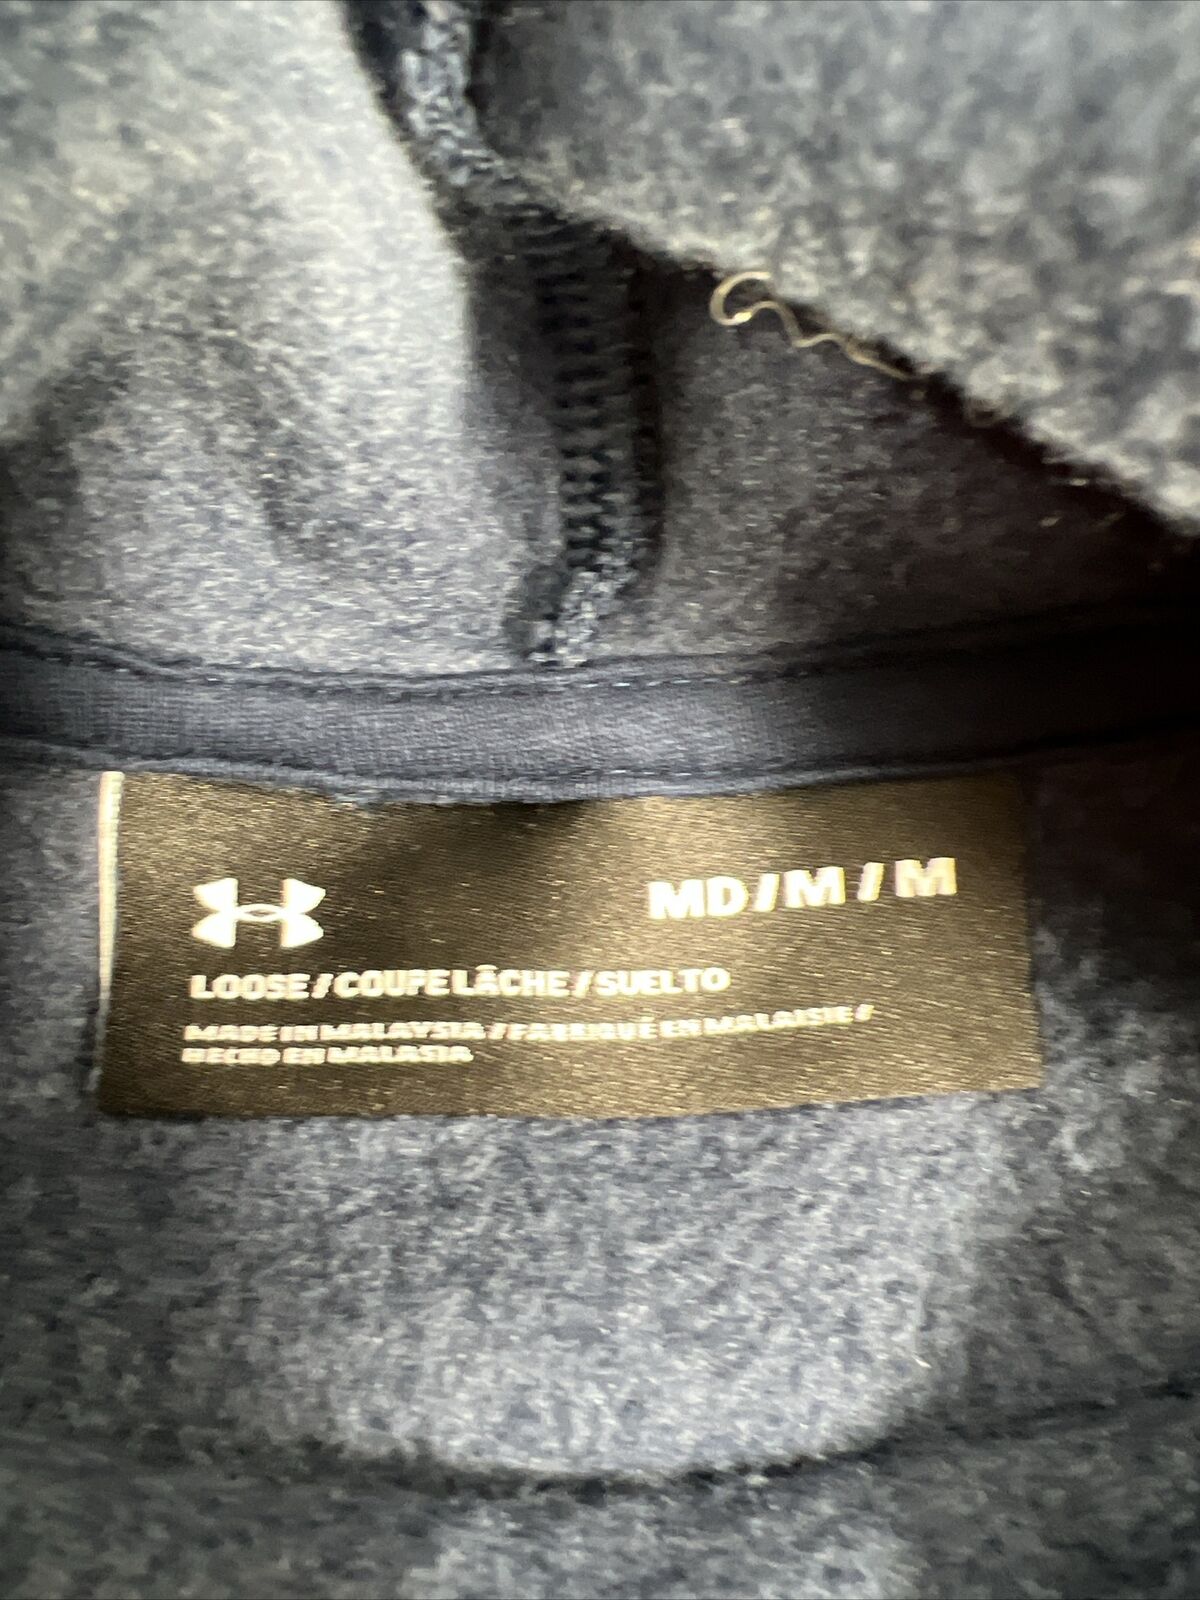 MD / M / M
LOOSE / COUPE LÂCHE / SUELTO
MADE IN MALAYSIA / FABRIQUÉ EN MALAISIE /
HECHO EN MALASIA